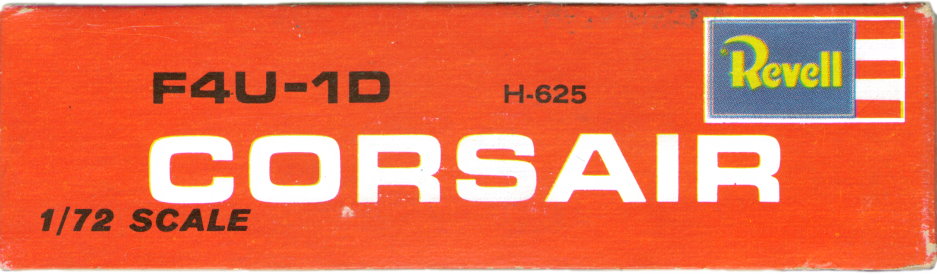 F4U-1D
H-625
Revell
CORSAIR
1/72 SCALE